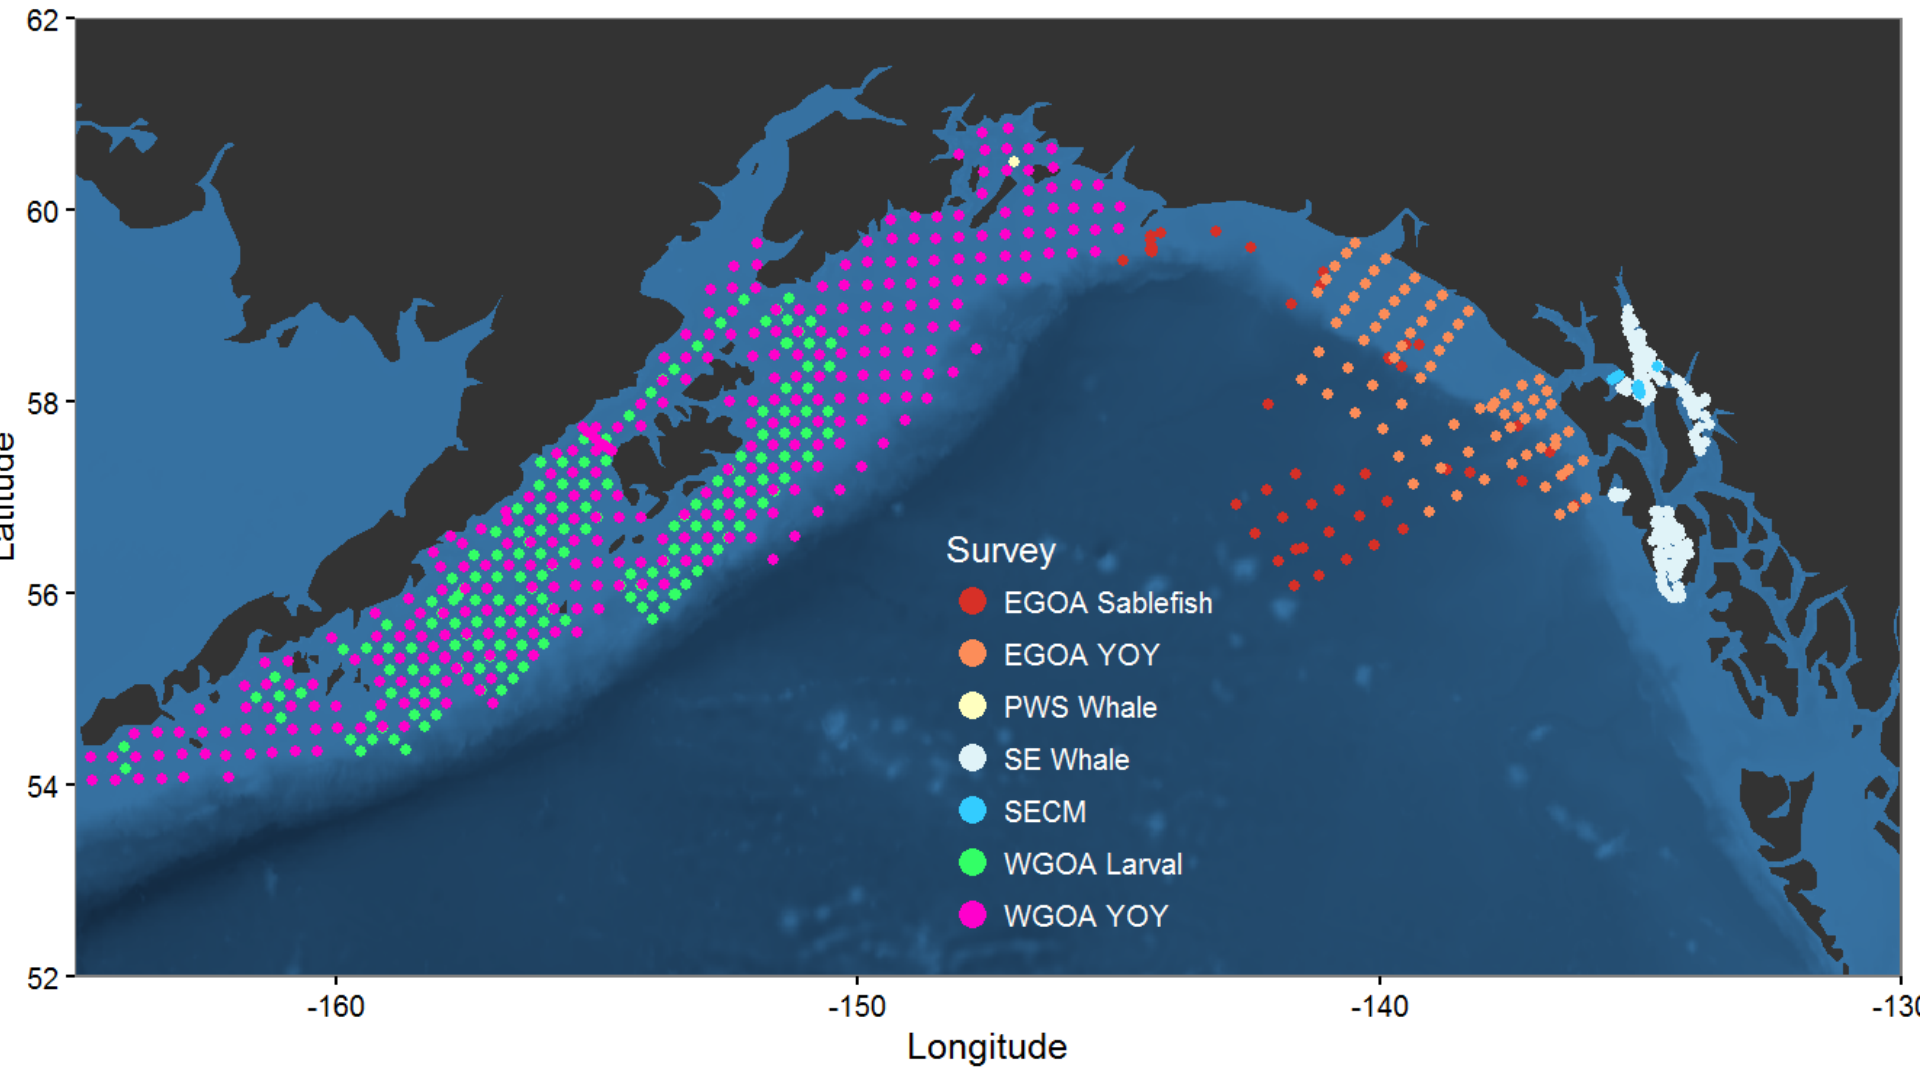 62
60
58
56
54
52
Latitude
Survey
EGOA Sablefish
EGOA YOY
PWS Whale
SE Whale
SECM
WGOA Larval
WGOA YOY
-160
-150
-140
-130
Longitude